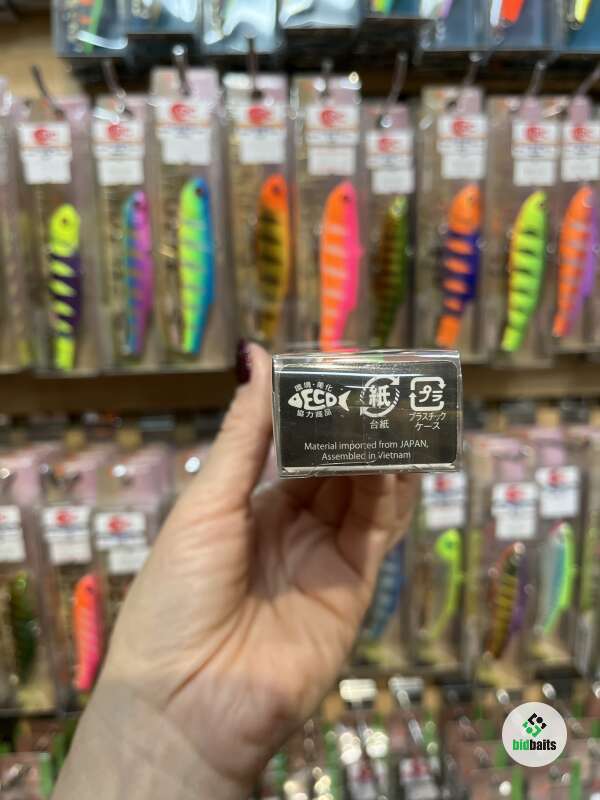 環境・美化
ECO
協力商品
紙
台紙
プラ
プラスチック
ケース
Material imported from JAPAN,
Assembled in Vietnam
bidbaits